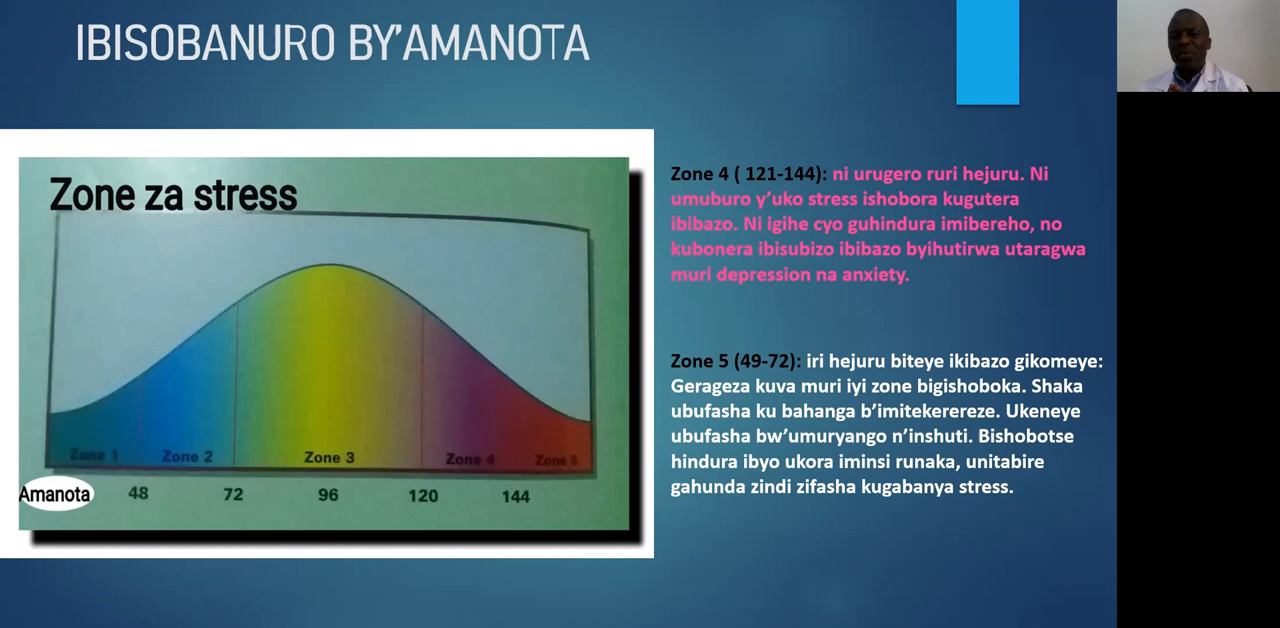 IBISOBANURO BY'AMANOTA
Zone za stress
Zone 1
Zone 2
Zone 3
Zone 4
Zone 5
Amanota
48
72
96
120
144
Zone 4 ( 121-144): ni urugero ruri hejuru. Ni
umuburo y'uko stress ishobora kugutera
ibibazo. Ni igihe cyo guhindura imibereho, no
kubonera ibisubizo ibibazo byihutirwa utaragwa
muri depression na anxiety.
Zone 5 (49-72): iri hejuru biteye ikibazo gikomeye:
Gerageza kuva muri iyi zone bigishoboka. Shaka
ubufasha ku bahanga b'imitekerereze. Ukeneye
ubufasha bw'umuryango n'inshuti. Bishobotse
hindura ibyo ukora iminsi runaka, unitabire
gahunda zindi zifasha kugabanya stress.